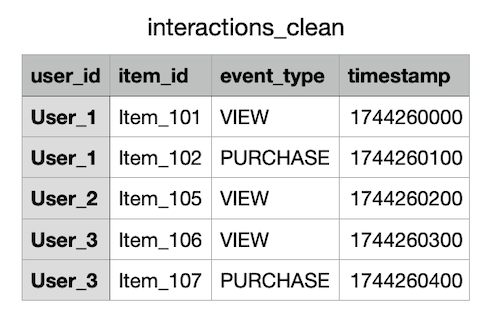 interactions_clean
user_id item_id event_type timestamp
User_1 Item_101 VIEW 1744260000
User_1 Item_102 PURCHASE 1744260100
User_2 Item_105 VIEW 1744260200
User_3 Item_106 VIEW 1744260300
User_3 Item_107 PURCHASE 1744260400